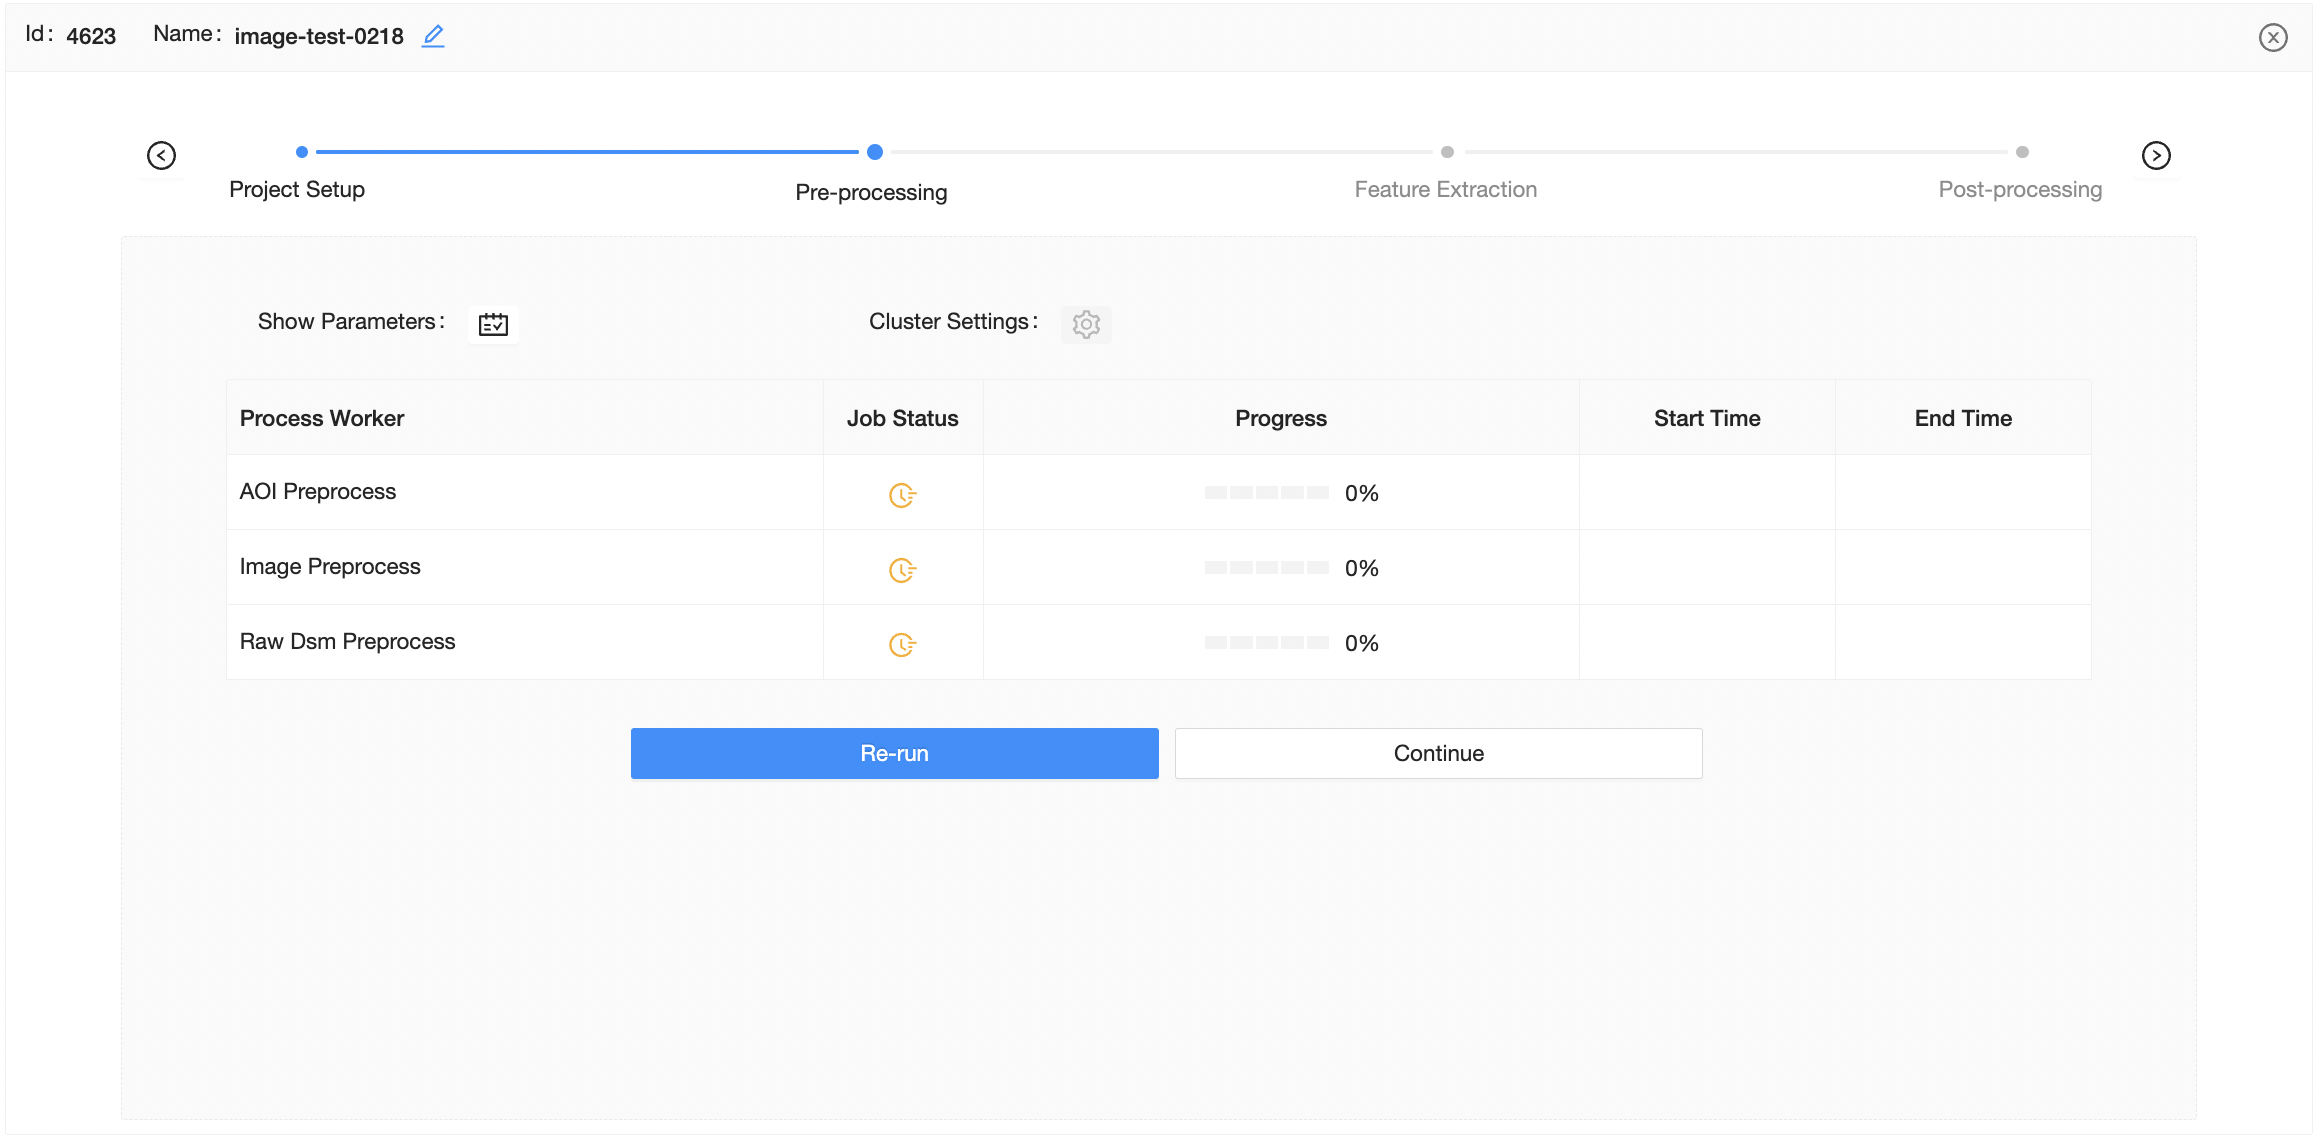 Id: 4623 Name: image-test-0218
Project Setup Pre-processing Feature Extraction Post-processing
Show Parameters: Cluster Settings:
Process Worker Job Status Progress Start Time End Time
AOI Preprocess 0%
Image Preprocess 0%
Raw Dsm Preprocess 0%
Re-run Continue